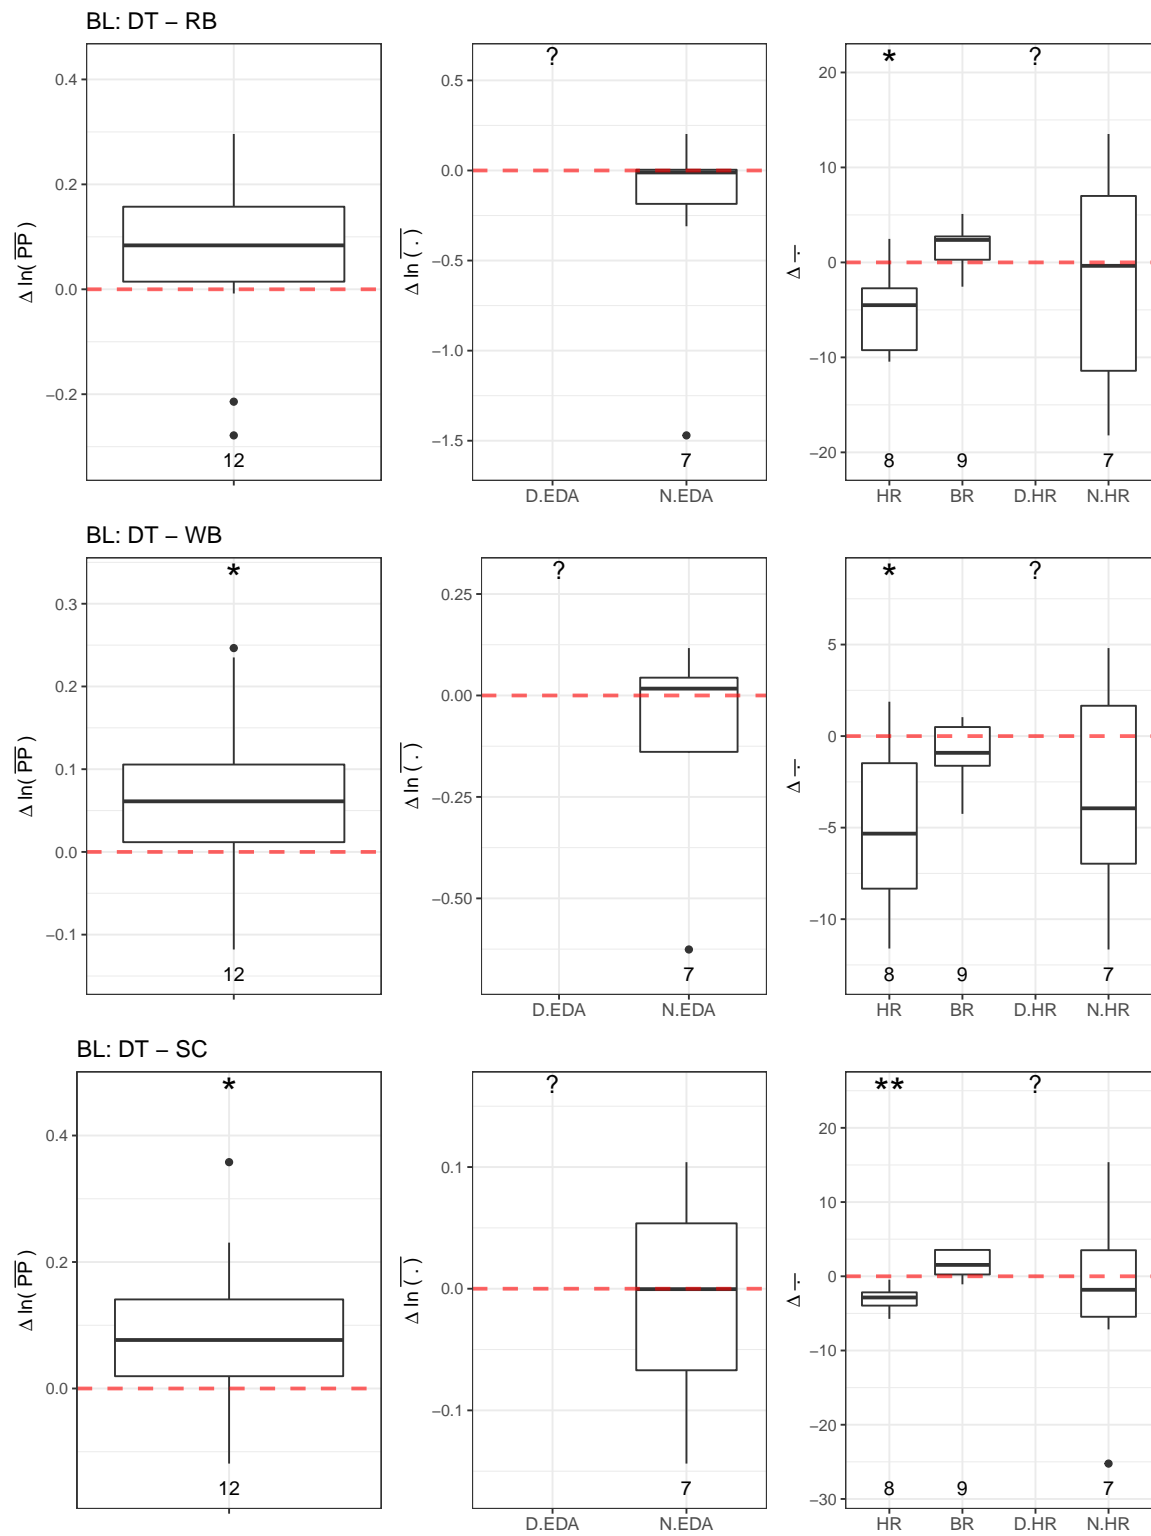 BL: DT − RB
Δ ln( PP )
0.4
0.2
0.0
−0.2
12
Δ ln ( . )
0.5
0.0
−0.5
−1.0
−1.5
?
7
D.EDA
N.EDA
Δ .
20
10
0
−10
−20
*
?
8
9
7
HR
BR
D.HR
N.HR
BL: DT − WB
Δ ln( PP )
0.3
0.2
0.1
0.0
−0.1
*
12
Δ ln ( . )
0.25
0.00
−0.25
−0.50
?
7
D.EDA
N.EDA
Δ .
5
0
−5
−10
*
?
8
9
7
HR
BR
D.HR
N.HR
BL: DT − SC
Δ ln( PP )
0.4
0.2
0.0
*
12
Δ ln ( . )
0.1
0.0
−0.1
?
7
D.EDA
N.EDA
Δ .
20
10
0
−10
−20
−30
**
?
8
9
7
HR
BR
D.HR
N.HR